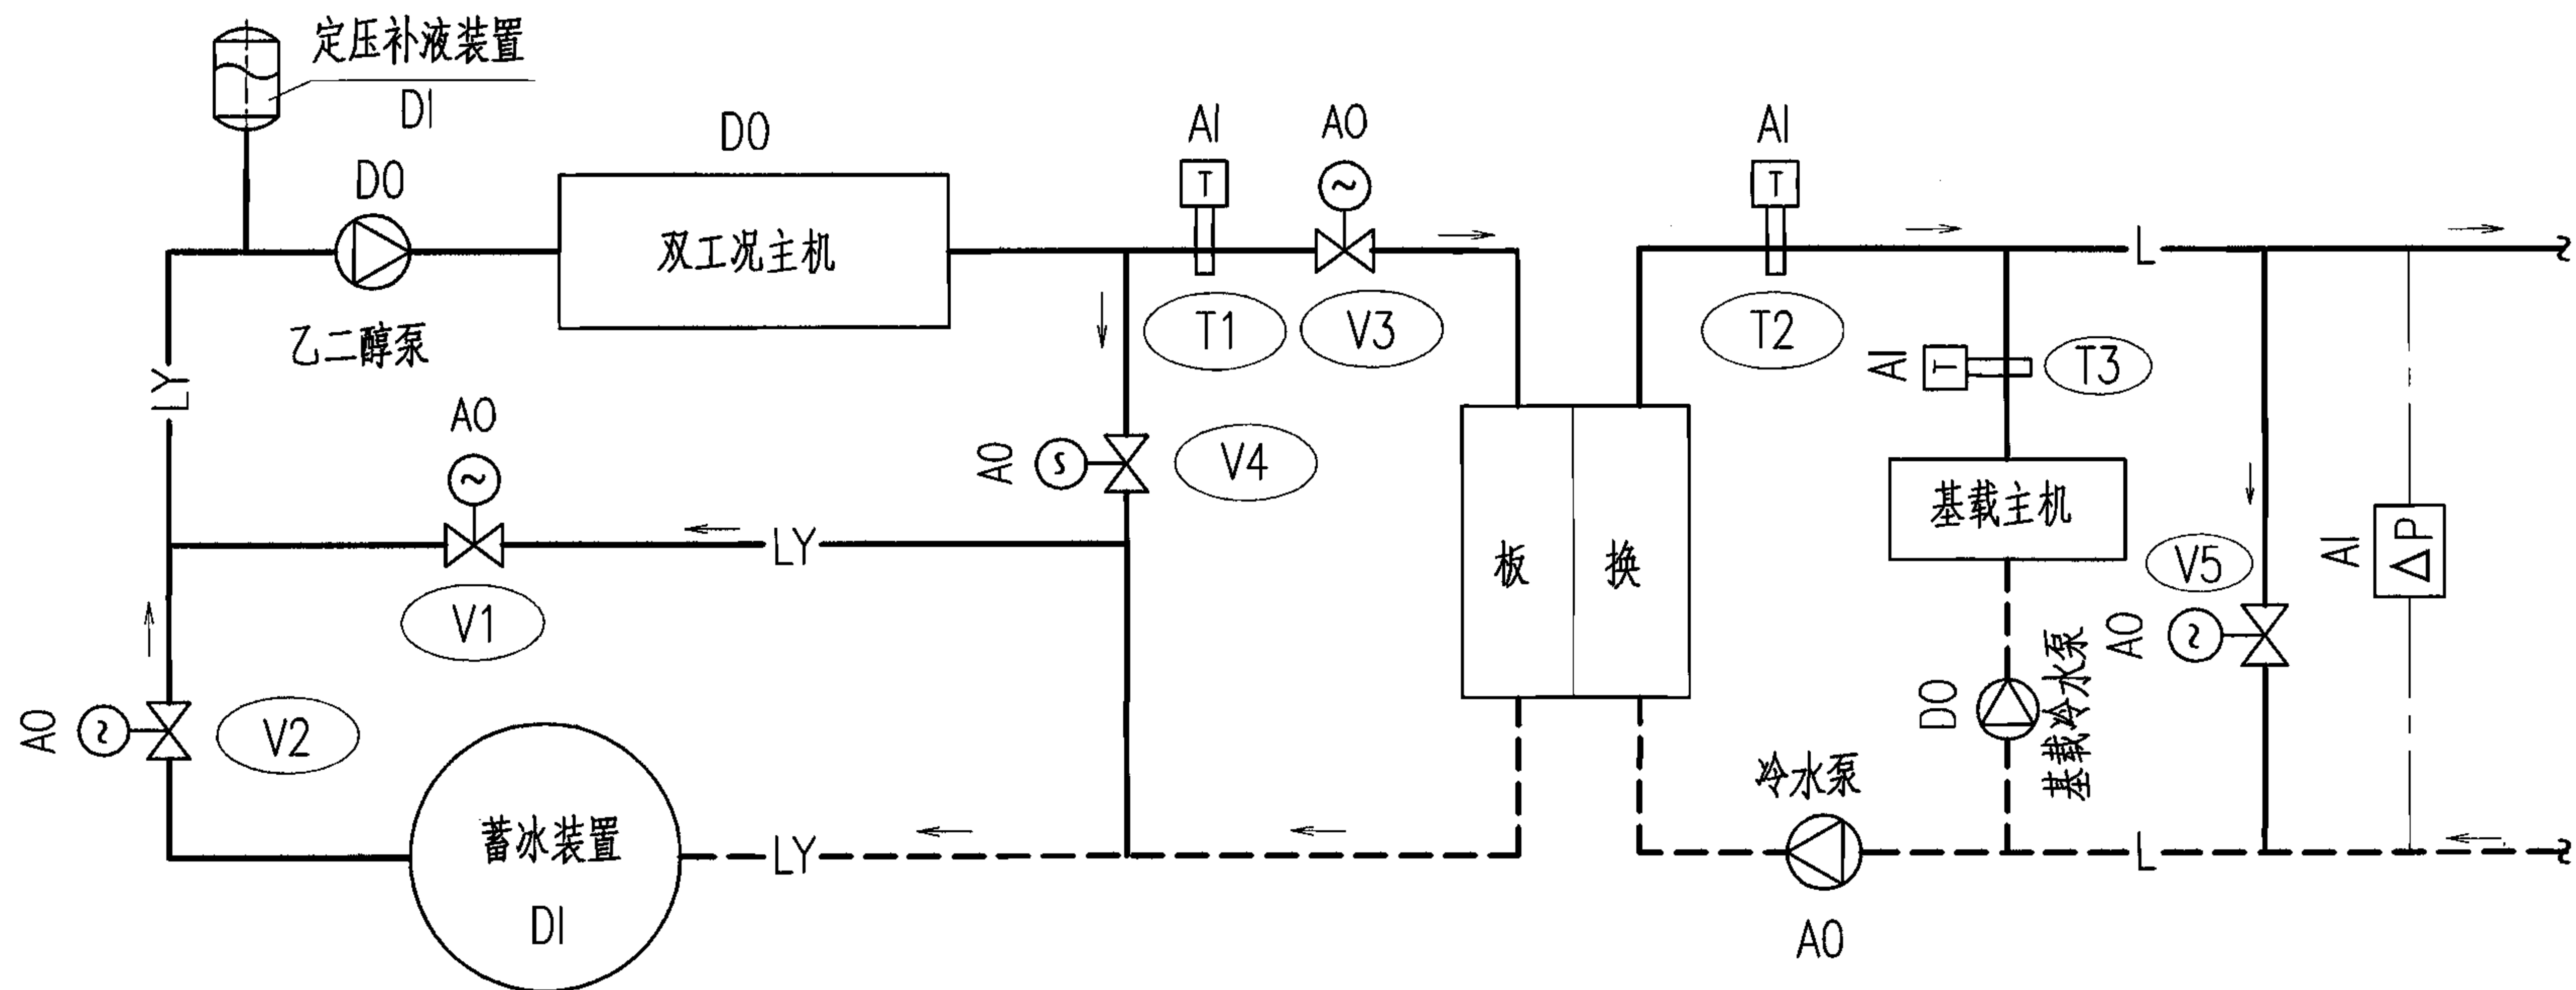 定压补液装置
DI
DO
DO
AI
AO
AI
T
T
双工况主机
L
乙二醇泵
T1
V3
T2
AI
T
T3
LY
AO
AO
S
V4
基载主机
V1
LY
板
换
V5
AI
ΔP
AO
AO
V2
DO
基载冷水泵
蓄冰装置
DI
LY
冷水泵
AO
L